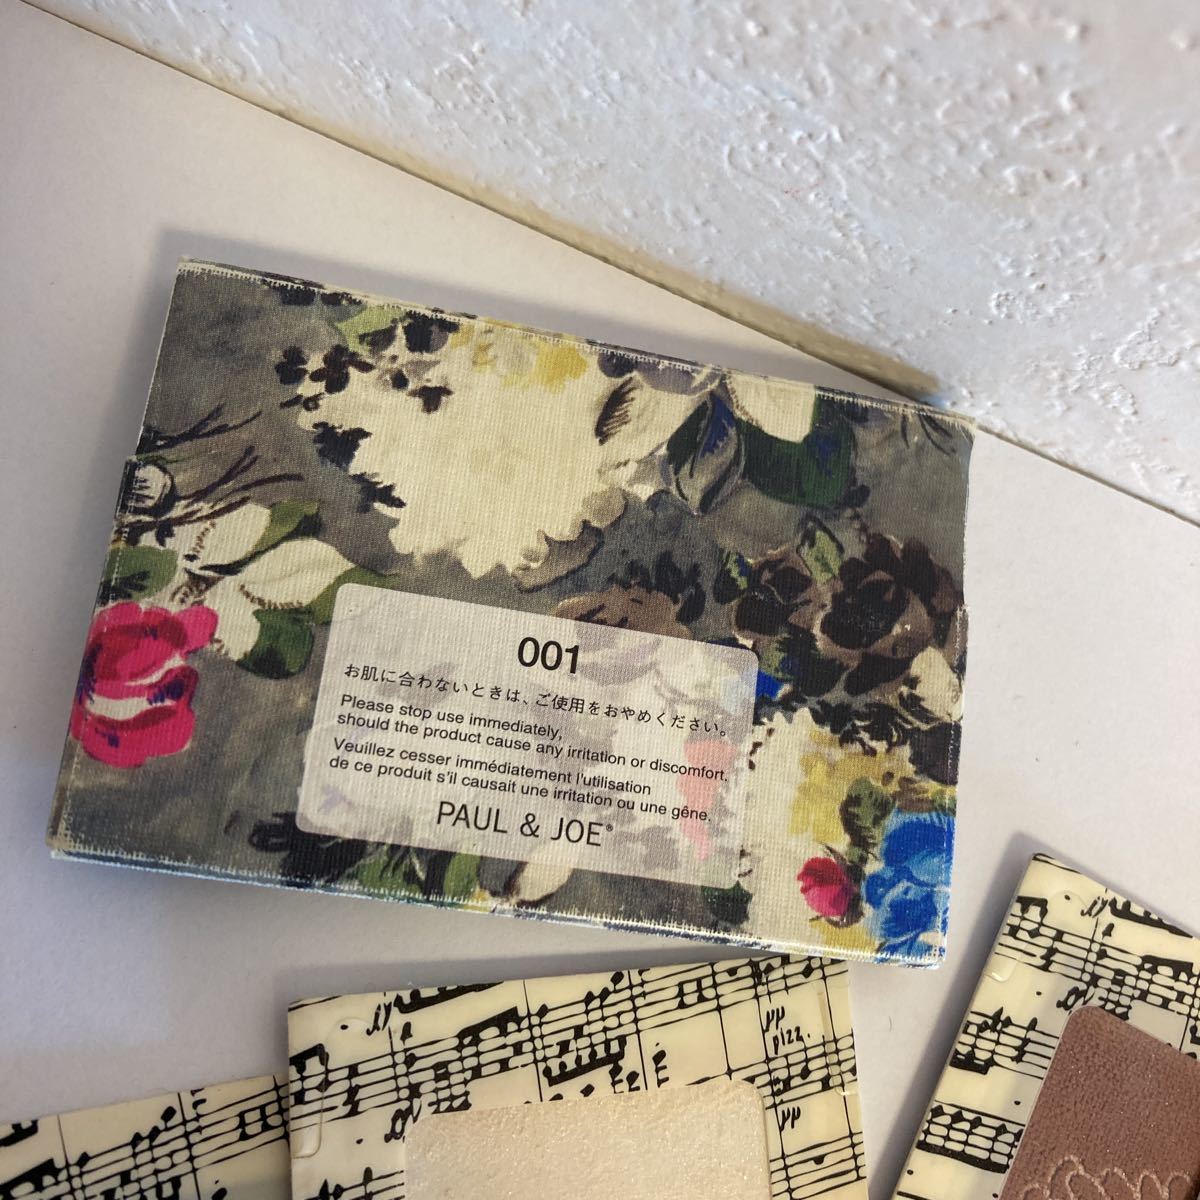 001
お肌に合わないときは、ご使用をおやめください。
Please stop use immediately,
should the product cause any irritation or discomfort.
Veuillez cesser immédiatement l'utilisation
de ce produit s'il causait une irritation ou une gêne.
PAUL & JOE®
pizz.